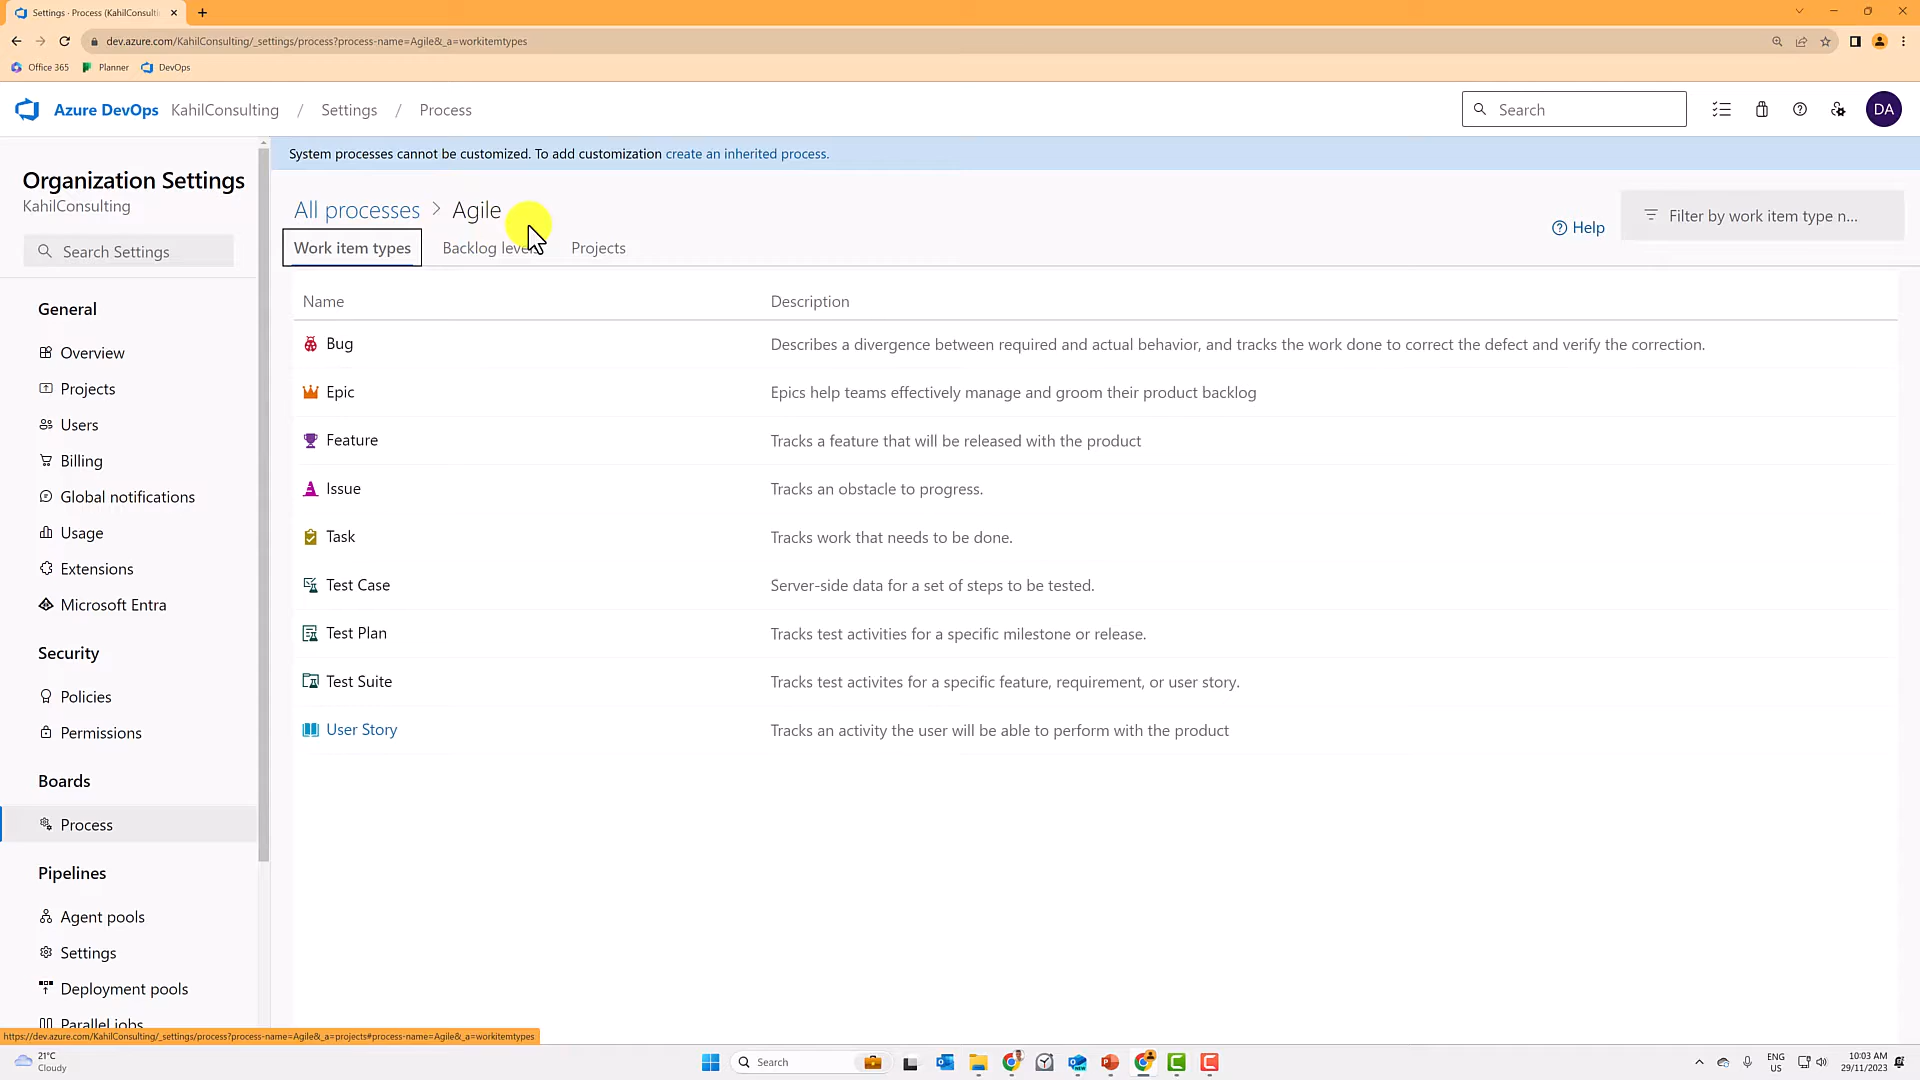 Settings · Process (KahilConsulti
dev.azure.com/KahilConsulting/_settings/process?process-name=Agile&_a=workitemtypes
Office 365 Planner DevOps
Azure DevOps KahilConsulting / Settings / Process
Search
DA
System processes cannot be customized. To add customization create an inherited process.
Organization Settings
KahilConsulting
Search Settings
General
Overview
Projects
Users
Billing
Global notifications
Usage
Extensions
Microsoft Entra
Security
Policies
Permissions
Boards
Process
Pipelines
Agent pools
Settings
Deployment pools
Parallel jobs
All processes > Agile
Help
Filter by work item type n...
Work item types Backlog levels Projects
Name Description
Bug Describes a divergence between required and actual behavior, and tracks the work done to correct the defect and verify the correction.
Epic Epics help teams effectively manage and groom their product backlog
Feature Tracks a feature that will be released with the product
Issue Tracks an obstacle to progress.
Task Tracks work that needs to be done.
Test Case Server-side data for a set of steps to be tested.
Test Plan Tracks test activities for a specific milestone or release.
Test Suite Tracks test activites for a specific feature, requirement, or user story.
User Story Tracks an activity the user will be able to perform with the product
https://dev.azure.com/KahilConsulting/_settings/process?process-name=Agile&_a=projects#process-name=Agile&_a=workitemtypes
21°C
Cloudy
Search
NEW
ENG
US
10:03 AM
29/11/2023